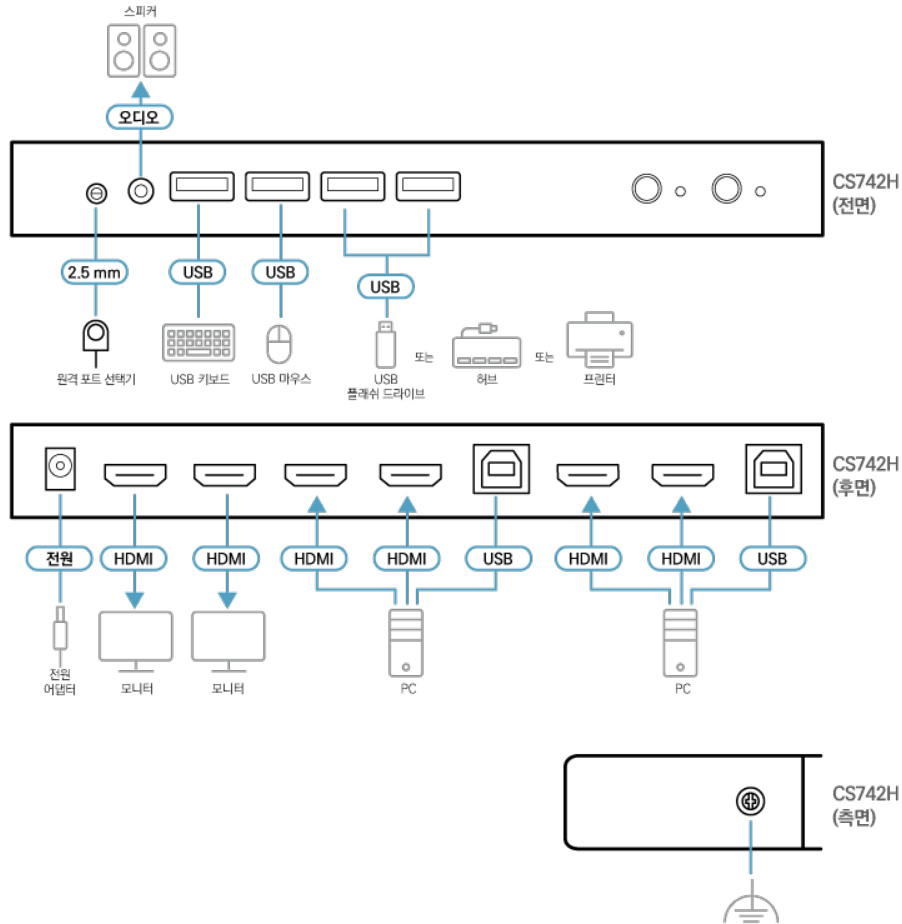 스피커
오디오
CS742H
(전면)
2.5 mm
USB
USB
USB
원격 포트 선택기
USB 키보드
USB 마우스
USB
플래쉬 드라이브
또는
허브
또는
프린터
CS742H
(후면)
전원
HDMI
HDMI
HDMI
HDMI
USB
HDMI
HDMI
USB
전원
어댑터
모니터
모니터
PC
PC
CS742H
(측면)